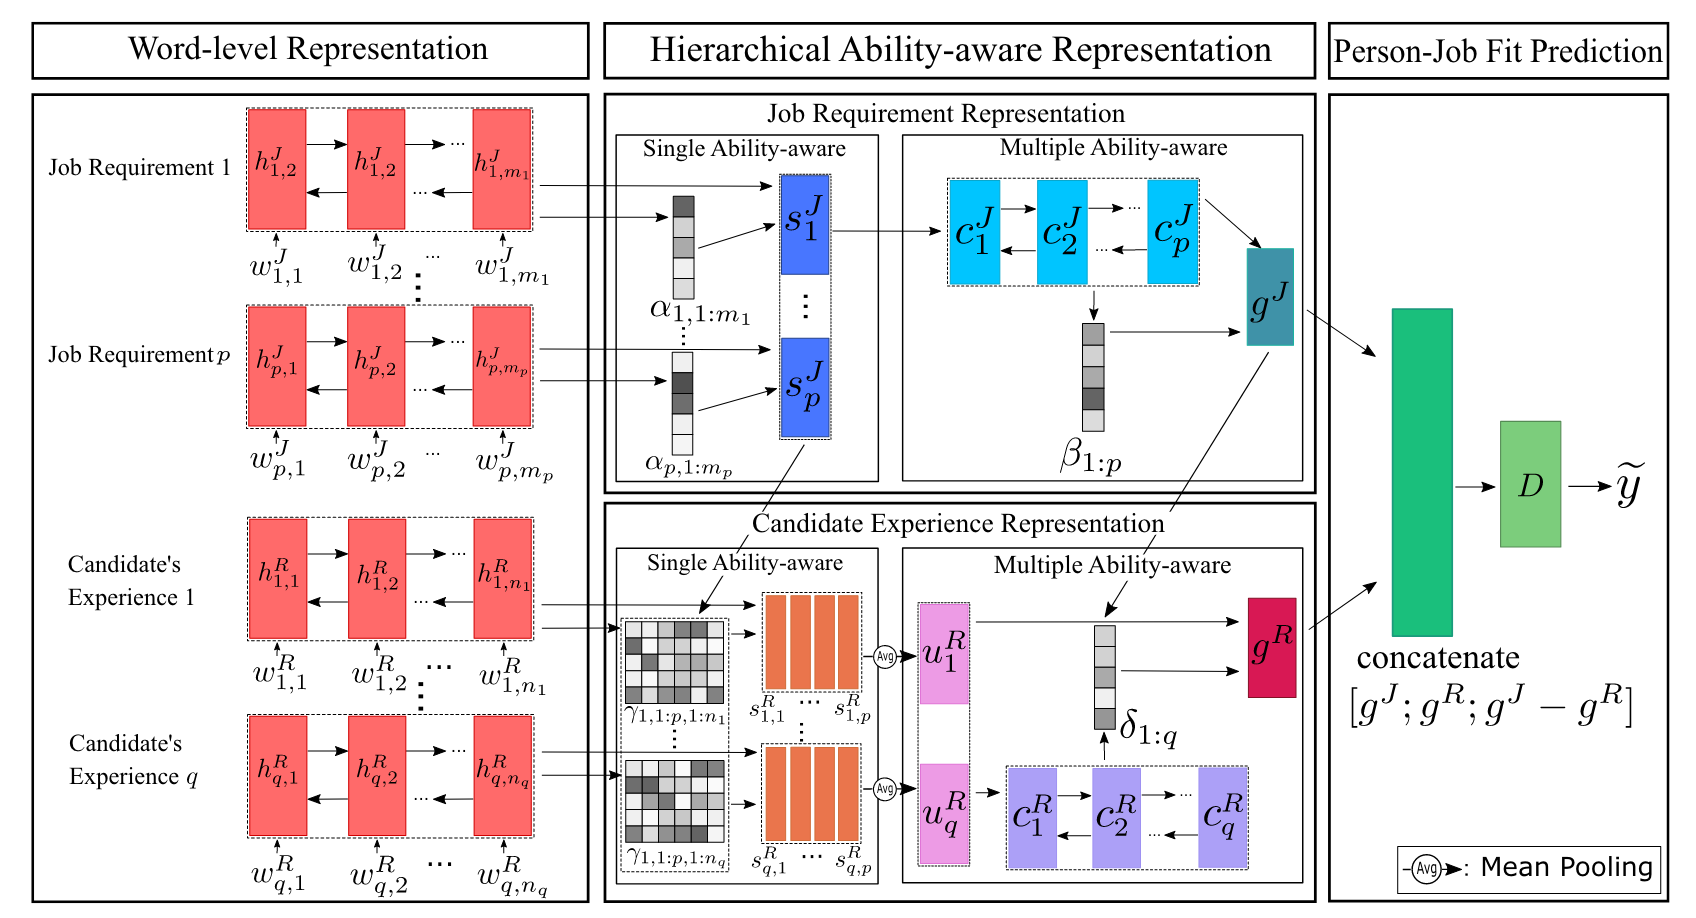 Word-level Representation
Hierarchical Ability-aware Representation
Person-Job Fit Prediction
Job Requirement 1
h^J_{1,2} h^J_{1,2} ... h^J_{1,m_1}
...
w^J_{1,1} w^J_{1,2} ... w^J_{1,m_1}
⋮
Job Requirement p
h^J_{p,1} h^J_{p,2} ... h^J_{p,m_p}
...
w^J_{p,1} w^J_{p,2} ... w^J_{p,m_p}
Candidate's
Experience 1
h^R_{1,1} h^R_{1,2} ... h^R_{1,n_1}
...
w^R_{1,1} w^R_{1,2} ... w^R_{1,n_1}
⋮
Candidate's
Experience q
h^R_{q,1} h^R_{q,2} ... h^R_{q,n_q}
...
w^R_{q,1} w^R_{q,2} ... w^R_{q,n_q}
Job Requirement Representation
Single Ability-aware
α_{1,1:m_1}
⋮
α_{p,1:m_p}
s^J_1
⋮
s^J_p
Multiple Ability-aware
c^J_1 c^J_2 ... c^J_p
...
g^J
β_{1:p}
Candidate Experience Representation
Single Ability-aware
γ_{1,1:p,1:n_1}
⋮
γ_{1,1:p,1:n_q}
s^R_{1,1} ... s^R_{1,p}
⋮
s^R_{q,1} ... s^R_{q,p}
Avg
Avg
Multiple Ability-aware
u^R_1
u^R_q
g^R
δ_{1:q}
c^R_1 c^R_2 ... c^R_q
...
D
ỹ
concatenate
[g^J; g^R; g^J − g^R]
Avg : Mean Pooling